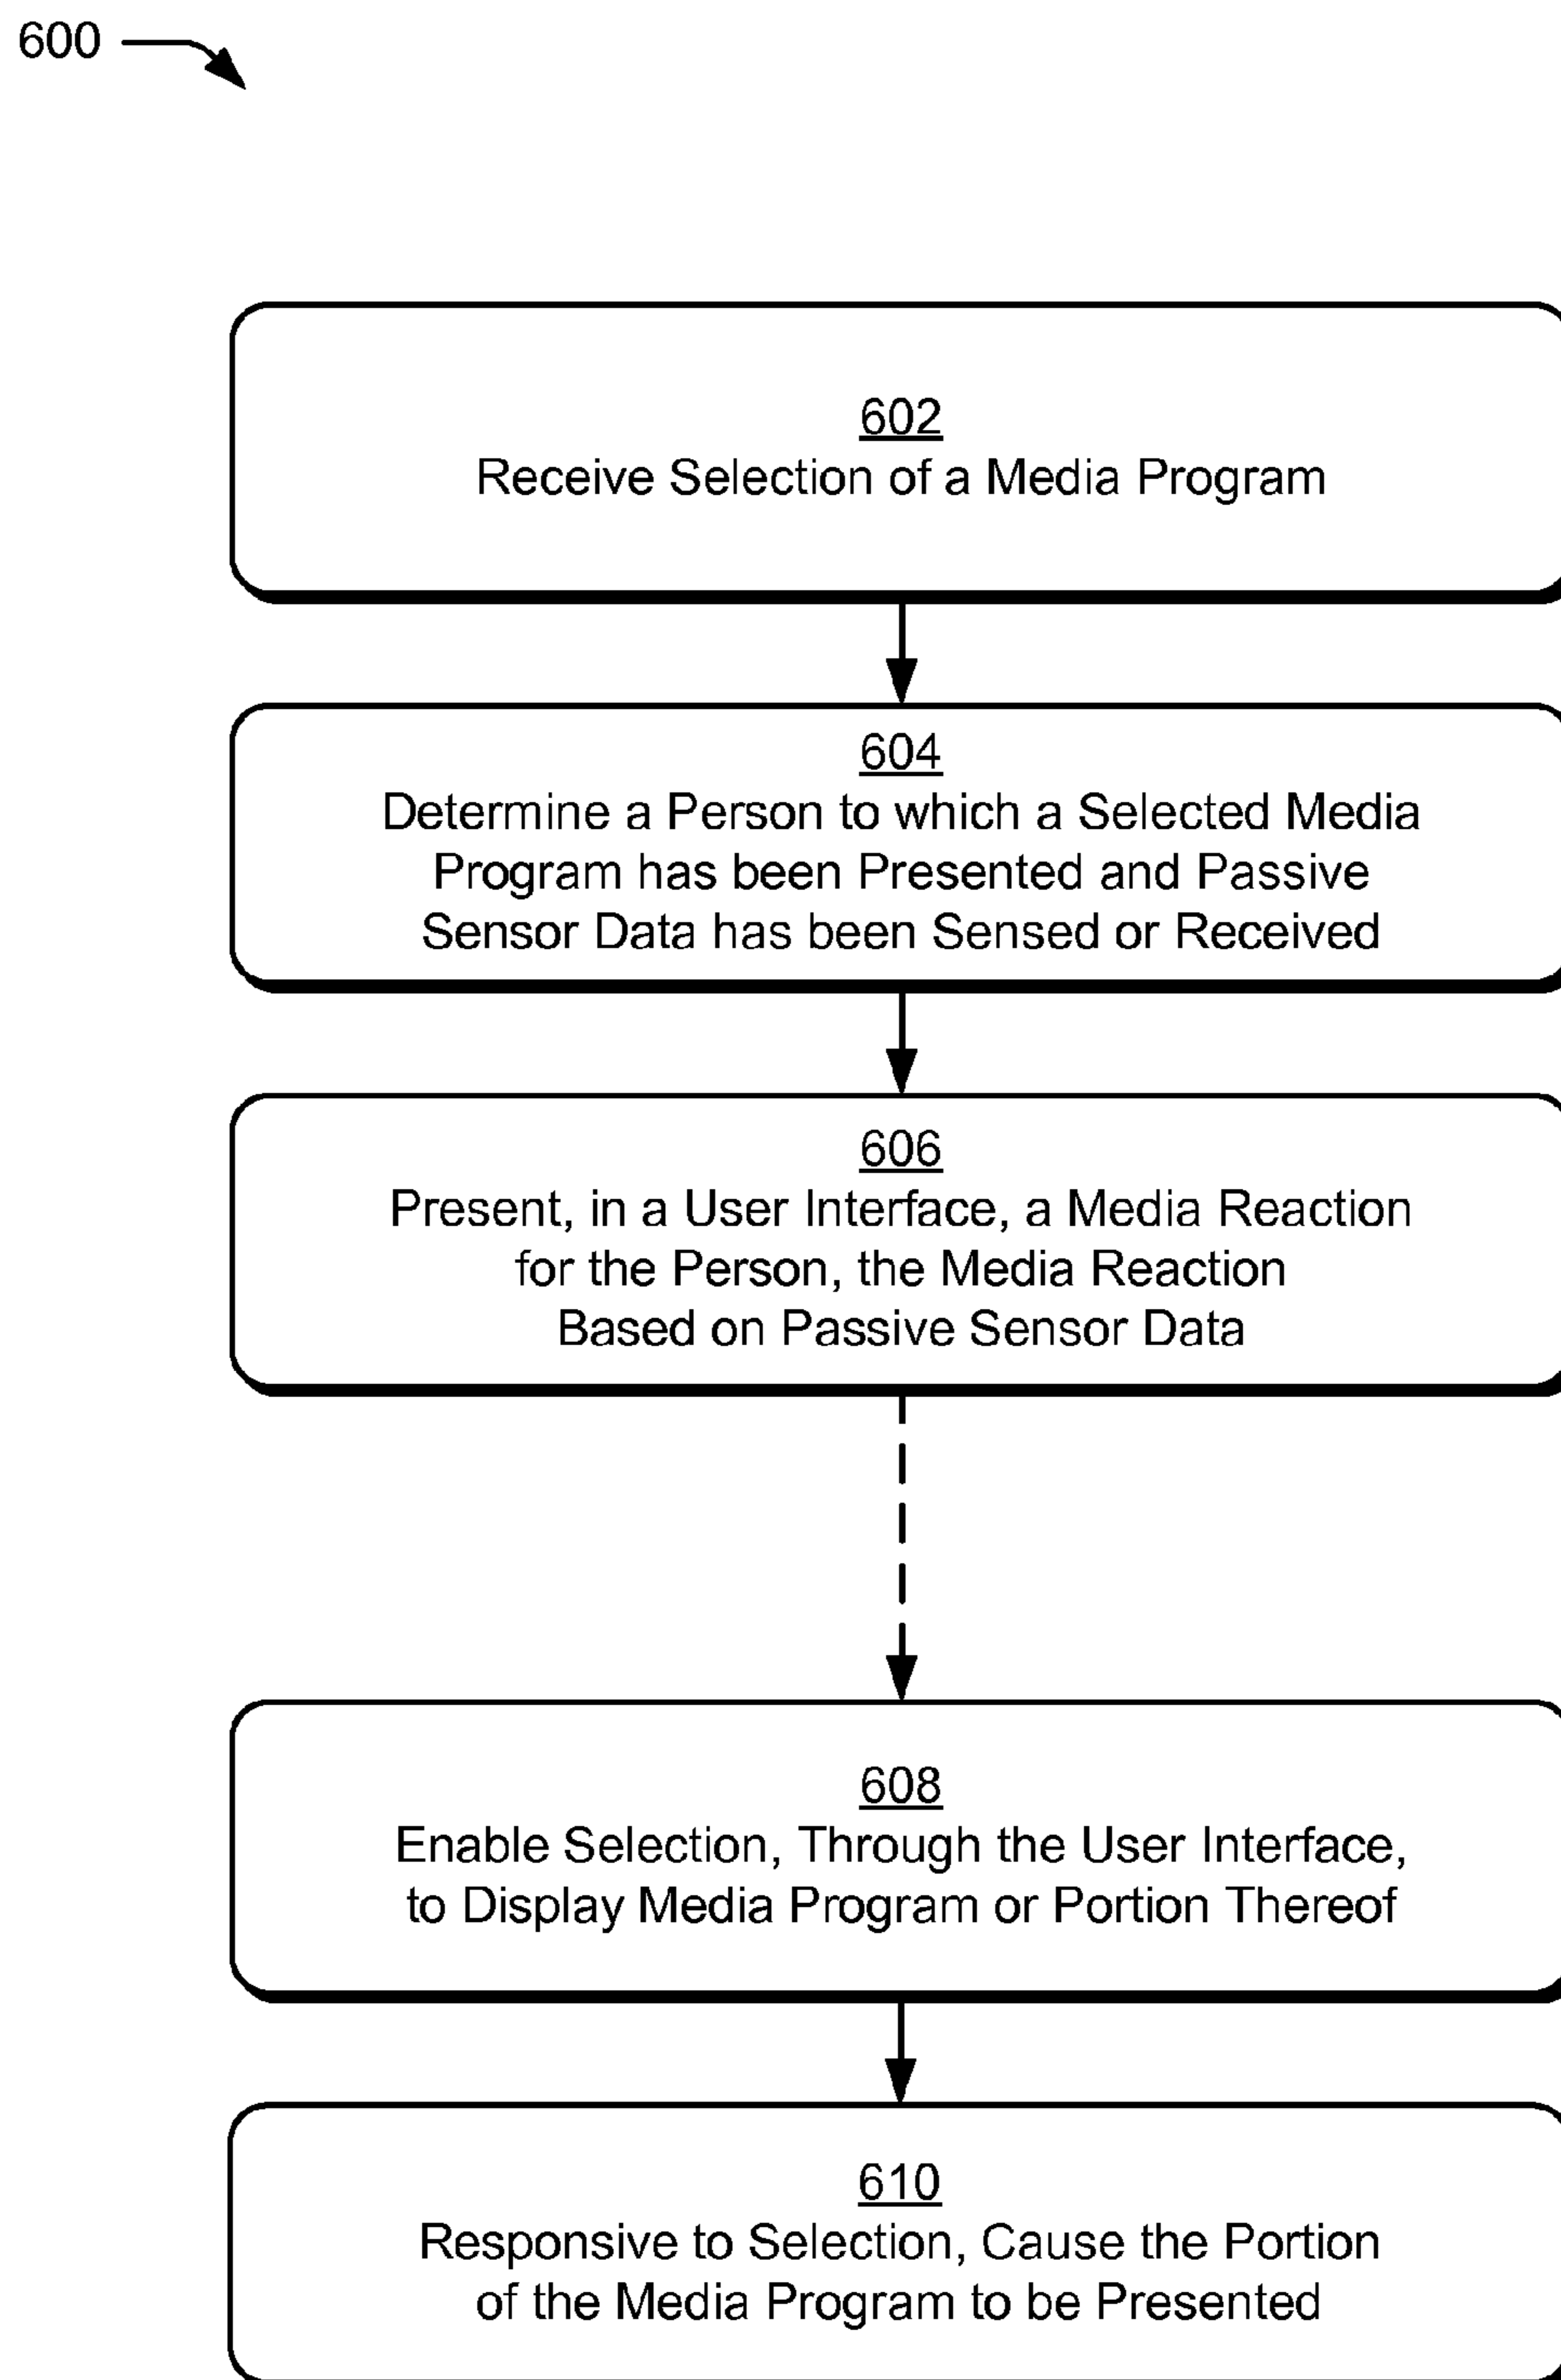 600
602
Receive Selection of a Media Program
604
Determine a Person to which a Selected Media
Program has been Presented and Passive
Sensor Data has been Sensed or Received
606
Present, in a User Interface, a Media Reaction
for the Person, the Media Reaction
Based on Passive Sensor Data
608
Enable Selection, Through the User Interface,
to Display Media Program or Portion Thereof
610
Responsive to Selection, Cause the Portion
of the Media Program to be Presented